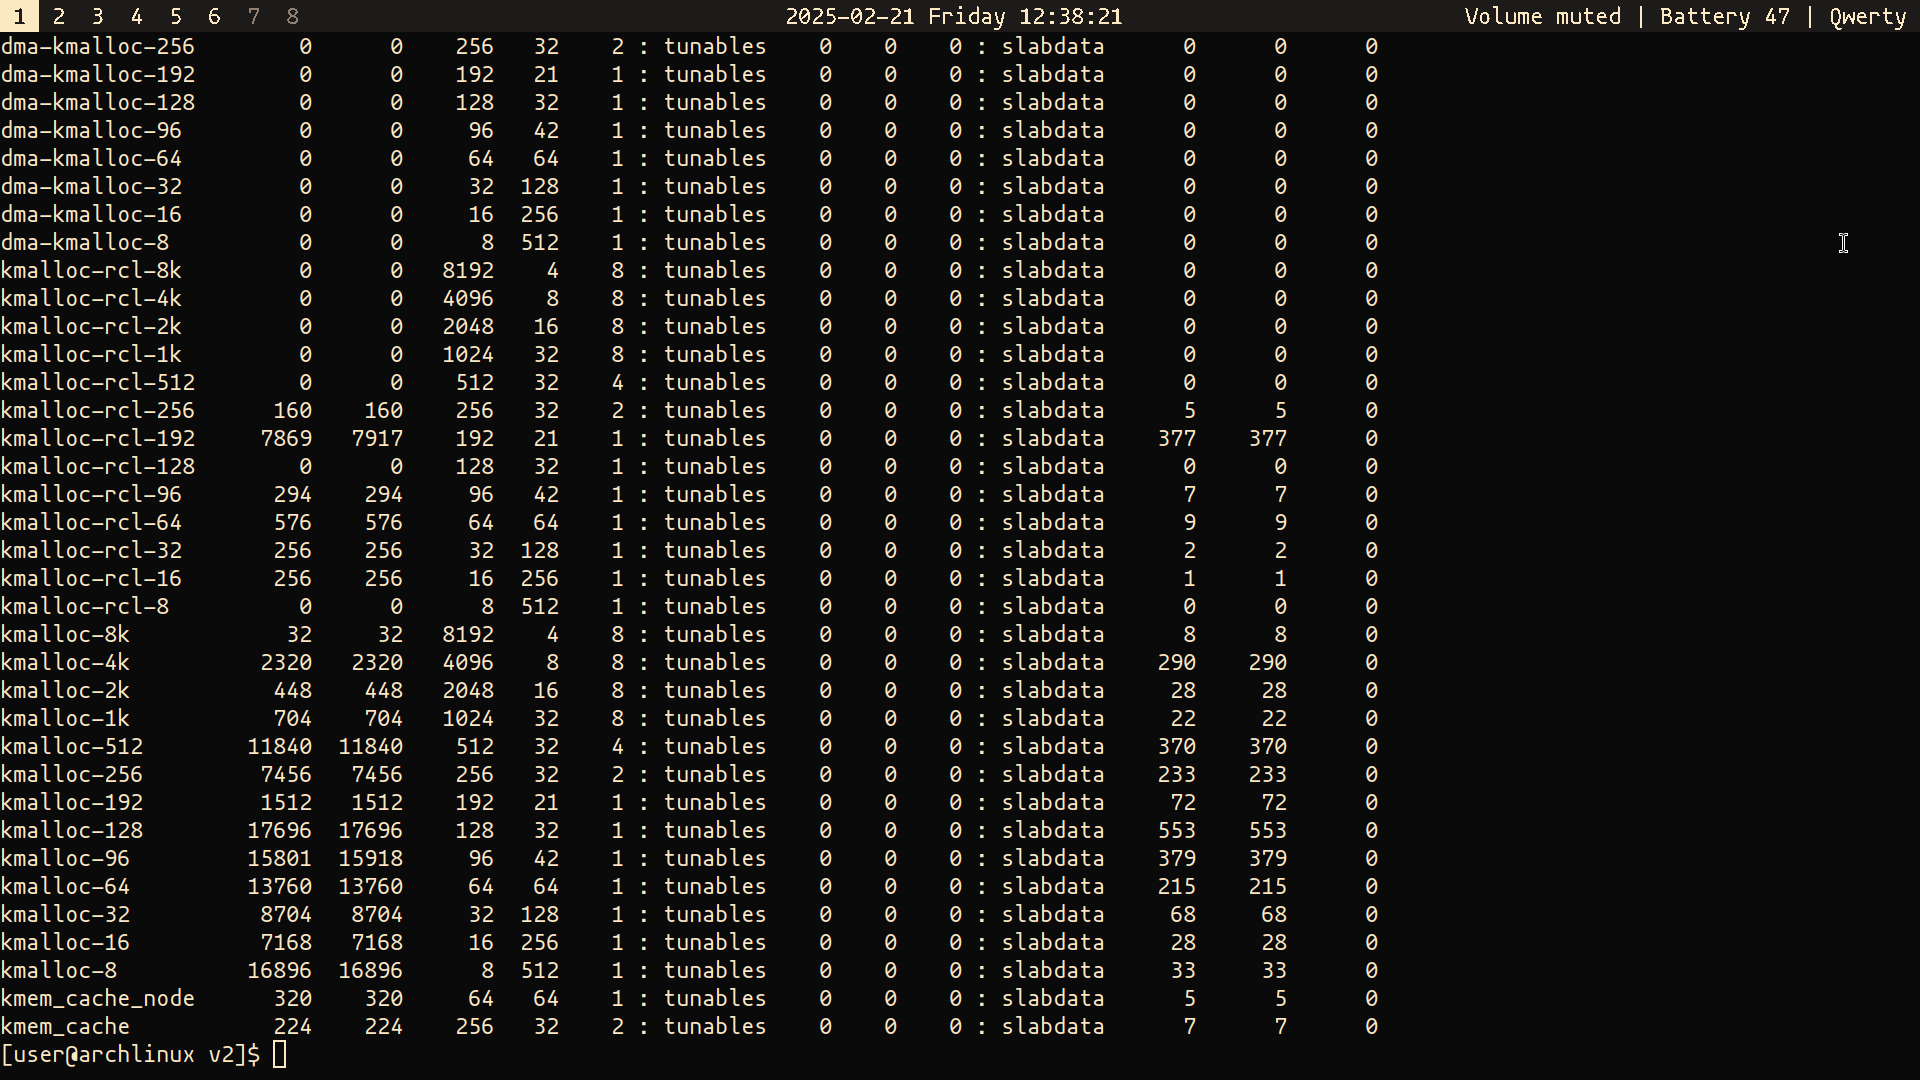 1 2 3 4 5 6 7 8 2025-02-21 Friday 12:38:21 Volume muted | Battery 47 | Qwerty
dma-kmalloc-256 0 0 256 32 2 : tunables 0 0 0 : slabdata 0 0 0
dma-kmalloc-192 0 0 192 21 1 : tunables 0 0 0 : slabdata 0 0 0
dma-kmalloc-128 0 0 128 32 1 : tunables 0 0 0 : slabdata 0 0 0
dma-kmalloc-96 0 0 96 42 1 : tunables 0 0 0 : slabdata 0 0 0
dma-kmalloc-64 0 0 64 64 1 : tunables 0 0 0 : slabdata 0 0 0
dma-kmalloc-32 0 0 32 128 1 : tunables 0 0 0 : slabdata 0 0 0
dma-kmalloc-16 0 0 16 256 1 : tunables 0 0 0 : slabdata 0 0 0
dma-kmalloc-8 0 0 8 512 1 : tunables 0 0 0 : slabdata 0 0 0
kmalloc-rcl-8k 0 0 8192 4 8 : tunables 0 0 0 : slabdata 0 0 0
kmalloc-rcl-4k 0 0 4096 8 8 : tunables 0 0 0 : slabdata 0 0 0
kmalloc-rcl-2k 0 0 2048 16 8 : tunables 0 0 0 : slabdata 0 0 0
kmalloc-rcl-1k 0 0 1024 32 8 : tunables 0 0 0 : slabdata 0 0 0
kmalloc-rcl-512 0 0 512 32 4 : tunables 0 0 0 : slabdata 0 0 0
kmalloc-rcl-256 160 160 256 32 2 : tunables 0 0 0 : slabdata 5 5 0
kmalloc-rcl-192 7869 7917 192 21 1 : tunables 0 0 0 : slabdata 377 377 0
kmalloc-rcl-128 0 0 128 32 1 : tunables 0 0 0 : slabdata 0 0 0
kmalloc-rcl-96 294 294 96 42 1 : tunables 0 0 0 : slabdata 7 7 0
kmalloc-rcl-64 576 576 64 64 1 : tunables 0 0 0 : slabdata 9 9 0
kmalloc-rcl-32 256 256 32 128 1 : tunables 0 0 0 : slabdata 2 2 0
kmalloc-rcl-16 256 256 16 256 1 : tunables 0 0 0 : slabdata 1 1 0
kmalloc-rcl-8 0 0 8 512 1 : tunables 0 0 0 : slabdata 0 0 0
kmalloc-8k 32 32 8192 4 8 : tunables 0 0 0 : slabdata 8 8 0
kmalloc-4k 2320 2320 4096 8 8 : tunables 0 0 0 : slabdata 290 290 0
kmalloc-2k 448 448 2048 16 8 : tunables 0 0 0 : slabdata 28 28 0
kmalloc-1k 704 704 1024 32 8 : tunables 0 0 0 : slabdata 22 22 0
kmalloc-512 11840 11840 512 32 4 : tunables 0 0 0 : slabdata 370 370 0
kmalloc-256 7456 7456 256 32 2 : tunables 0 0 0 : slabdata 233 233 0
kmalloc-192 1512 1512 192 21 1 : tunables 0 0 0 : slabdata 72 72 0
kmalloc-128 17696 17696 128 32 1 : tunables 0 0 0 : slabdata 553 553 0
kmalloc-96 15801 15918 96 42 1 : tunables 0 0 0 : slabdata 379 379 0
kmalloc-64 13760 13760 64 64 1 : tunables 0 0 0 : slabdata 215 215 0
kmalloc-32 8704 8704 32 128 1 : tunables 0 0 0 : slabdata 68 68 0
kmalloc-16 7168 7168 16 256 1 : tunables 0 0 0 : slabdata 28 28 0
kmalloc-8 16896 16896 8 512 1 : tunables 0 0 0 : slabdata 33 33 0
kmem_cache_node 320 320 64 64 1 : tunables 0 0 0 : slabdata 5 5 0
kmem_cache 224 224 256 32 2 : tunables 0 0 0 : slabdata 7 7 0
[user@archlinux v2]$